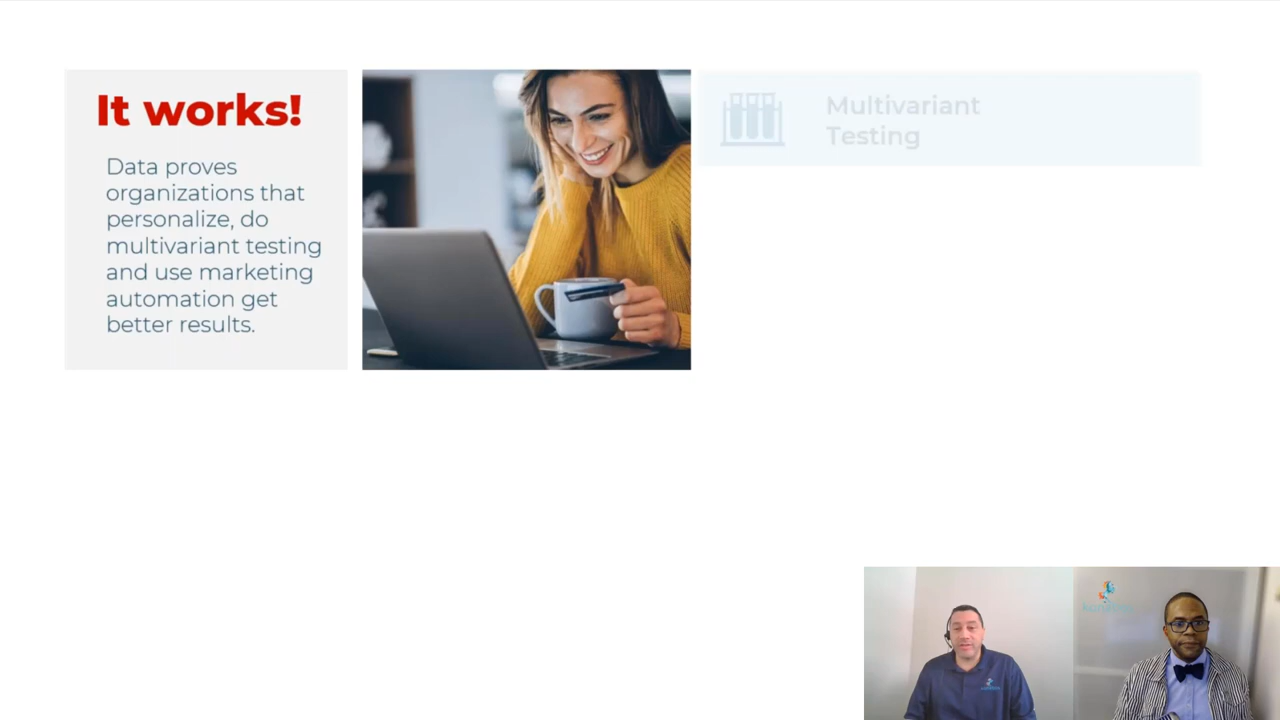 It works!
Data proves
organizations that
personalize, do
multivariant testing
and use marketing
automation get
better results.
Multivariant
Testing